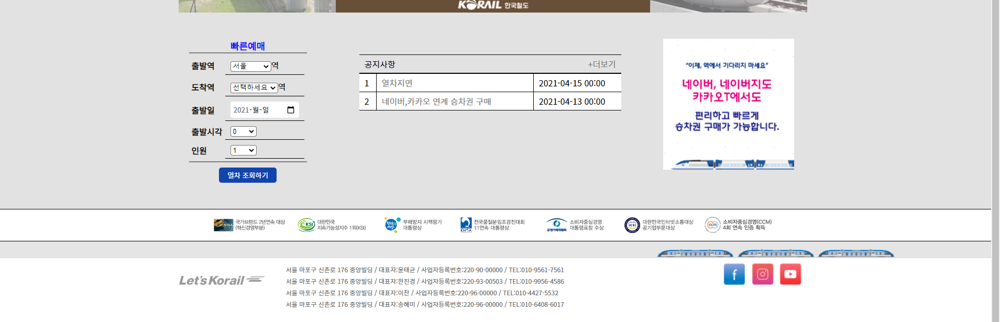 KORAIL 한국철도
빠른예매
출발역 서울 역
도착역 선택하세요 역
출발일 2021-월-일
출발시각 0
인원 1
열차 조회하기
공지사항 +더보기
1 열차지연 2021-04-15 00:00
2 네이버,카카오 연계 승차권 구매 2021-04-13 00:00
“이제, 역에서 기다리지 마세요”
네이버, 네이버지도
카카오T에서도
편리하고 빠르게
승차권 구매가 가능합니다.
NBA
2012
국가브랜드 2년연속 대상
(혁신경영부문)
KSI
대한민국
지속가능성지수 1위(KSI)
청렴
세상
부패방지 시책평가
대통령상
전국품질분임조경진대회
11연속 대통령상
공정거래위원회
소비자중심경영
대통령표창 수상
ICSI
대한민국인터넷소통대상
공기업부문대상
ccm
소비자중심경영(CCM)
4회 연속 인증 획득
Let's Korail
서울 마포구 신촌로 176 중앙빌딩 / 대표자:윤태균 / 사업자등록번호:220-90-00000 / TEL:010-9561-7561
서울 마포구 신촌로 176 중앙빌딩 / 대표자:한진경 / 사업자등록번호:220-93-00503 / TEL:010-9956-4586
서울 마포구 신촌로 176 중앙빌딩 / 대표자:이찬 / 사업자등록번호:220-96-00000 / TEL:010-4427-5532
서울 마포구 신촌로 176 중앙빌딩 / 대표자:송혜미 / 사업자등록번호:220-96-00000 / TEL:010-6408-6017